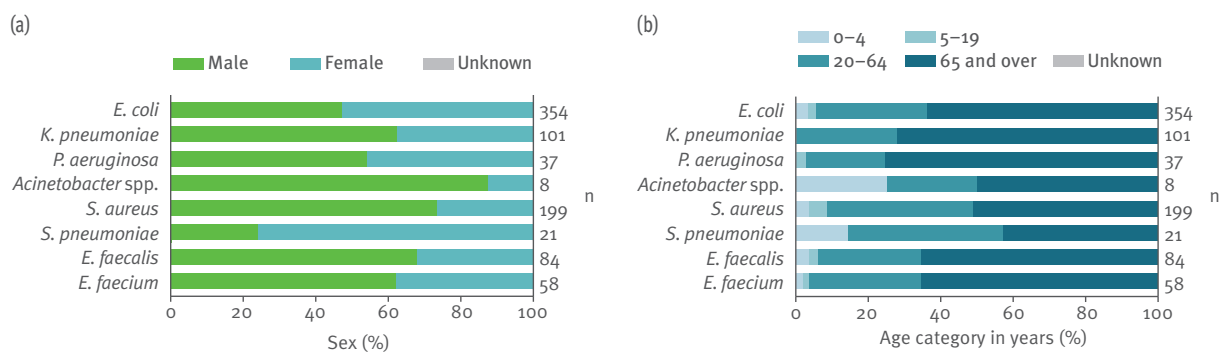 (a)
Male Female Unknown
E. coli 354
K. pneumoniae 101
P. aeruginosa 37
Acinetobacter spp. 8
n
S. aureus 199
S. pneumoniae 21
E. faecalis 84
E. faecium 58
0 20 40 60 80 100
Sex (%)
(b)
0–4 5–19
20–64 65 and over Unknown
E. coli 354
K. pneumoniae 101
P. aeruginosa 37
Acinetobacter spp. 8
n
S. aureus 199
S. pneumoniae 21
E. faecalis 84
E. faecium 58
0 20 40 60 80 100
Age category in years (%)